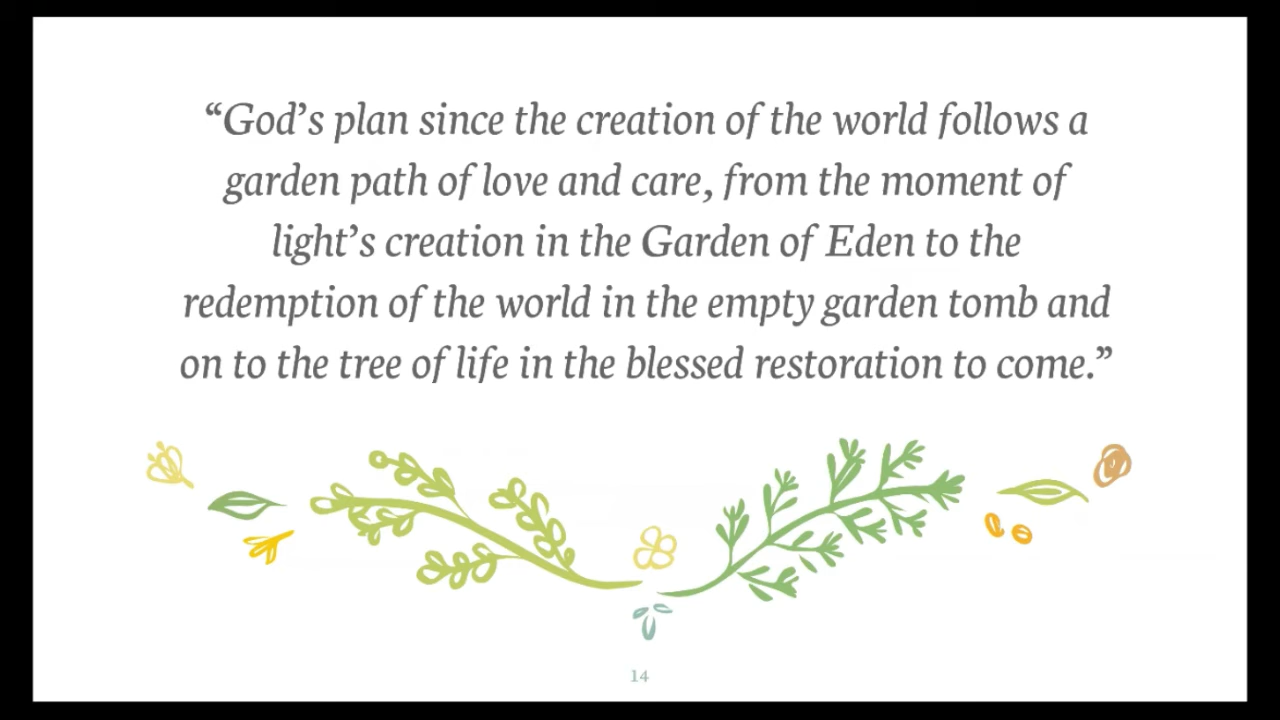 “God’s plan since the creation of the world follows a
garden path of love and care, from the moment of
light’s creation in the Garden of Eden to the
redemption of the world in the empty garden tomb and
on to the tree of life in the blessed restoration to come.”
14